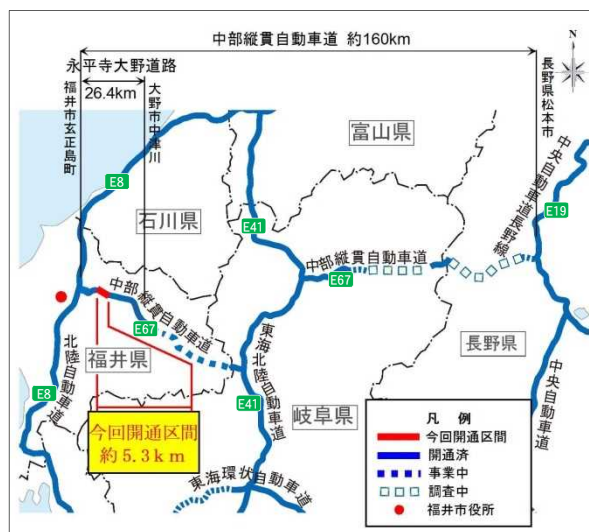 中部縦貫自動車道 約160km
永平寺大野道路
26.4km
福井市玄正島町
大野市中津川
長野県松本市
N
富山県
石川県
E8
E41
E19
中央自動車道長野線
中部縦貫自動車道
E67
中部縦貫自動車道
E67
福井県
東海北陸自動車道
長野県
E8
北陸自動車道
E41
岐阜県
中央自動車道
今回開通区間
約5.3km
東海環状自動車道
凡 例
今回開通区間
開通済
事業中
調査中
福井市役所